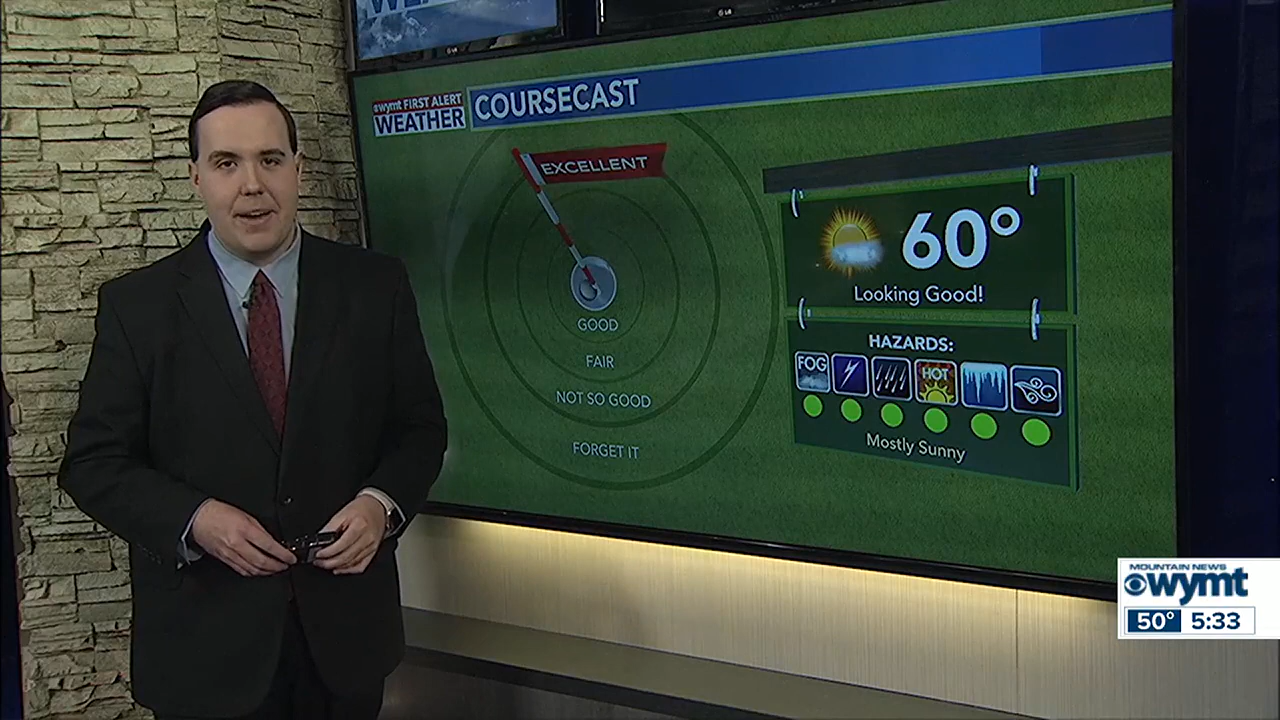 wymt FIRST ALERT
WEATHER
COURSECAST
EXCELLENT
GOOD
FAIR
NOT SO GOOD
FORGET IT
60°
Looking Good!
HAZARDS:
FOG
HOT
Mostly Sunny
MOUNTAIN NEWS
wymt
50° 5:33